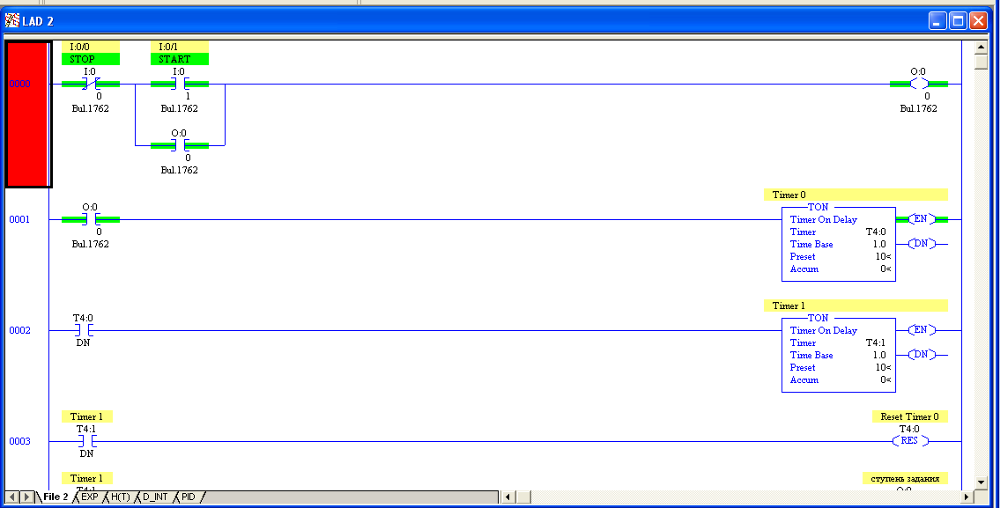 LAD 2
I:0/0 I:0/1
STOP START
I:0 I:0 O:0
0000
0 1 0
Bul.1762 Bul.1762 Bul.1762
O:0
0
Bul.1762
Timer 0
O:0 TON
0001 Timer On Delay EN
0 Timer T4:0
Bul.1762 Time Base 1.0 DN
Preset 10<
Accum 0<
Timer 1
T4:0 TON
0002 Timer On Delay EN
DN Timer T4:1
Time Base 1.0 DN
Preset 10<
Accum 0<
Timer 1 Reset Timer 0
T4:1 T4:0
0003 RES
DN
Timer 1 ступень задания
T4:1 O:0
File 2 EXP H(T) D_INT PID